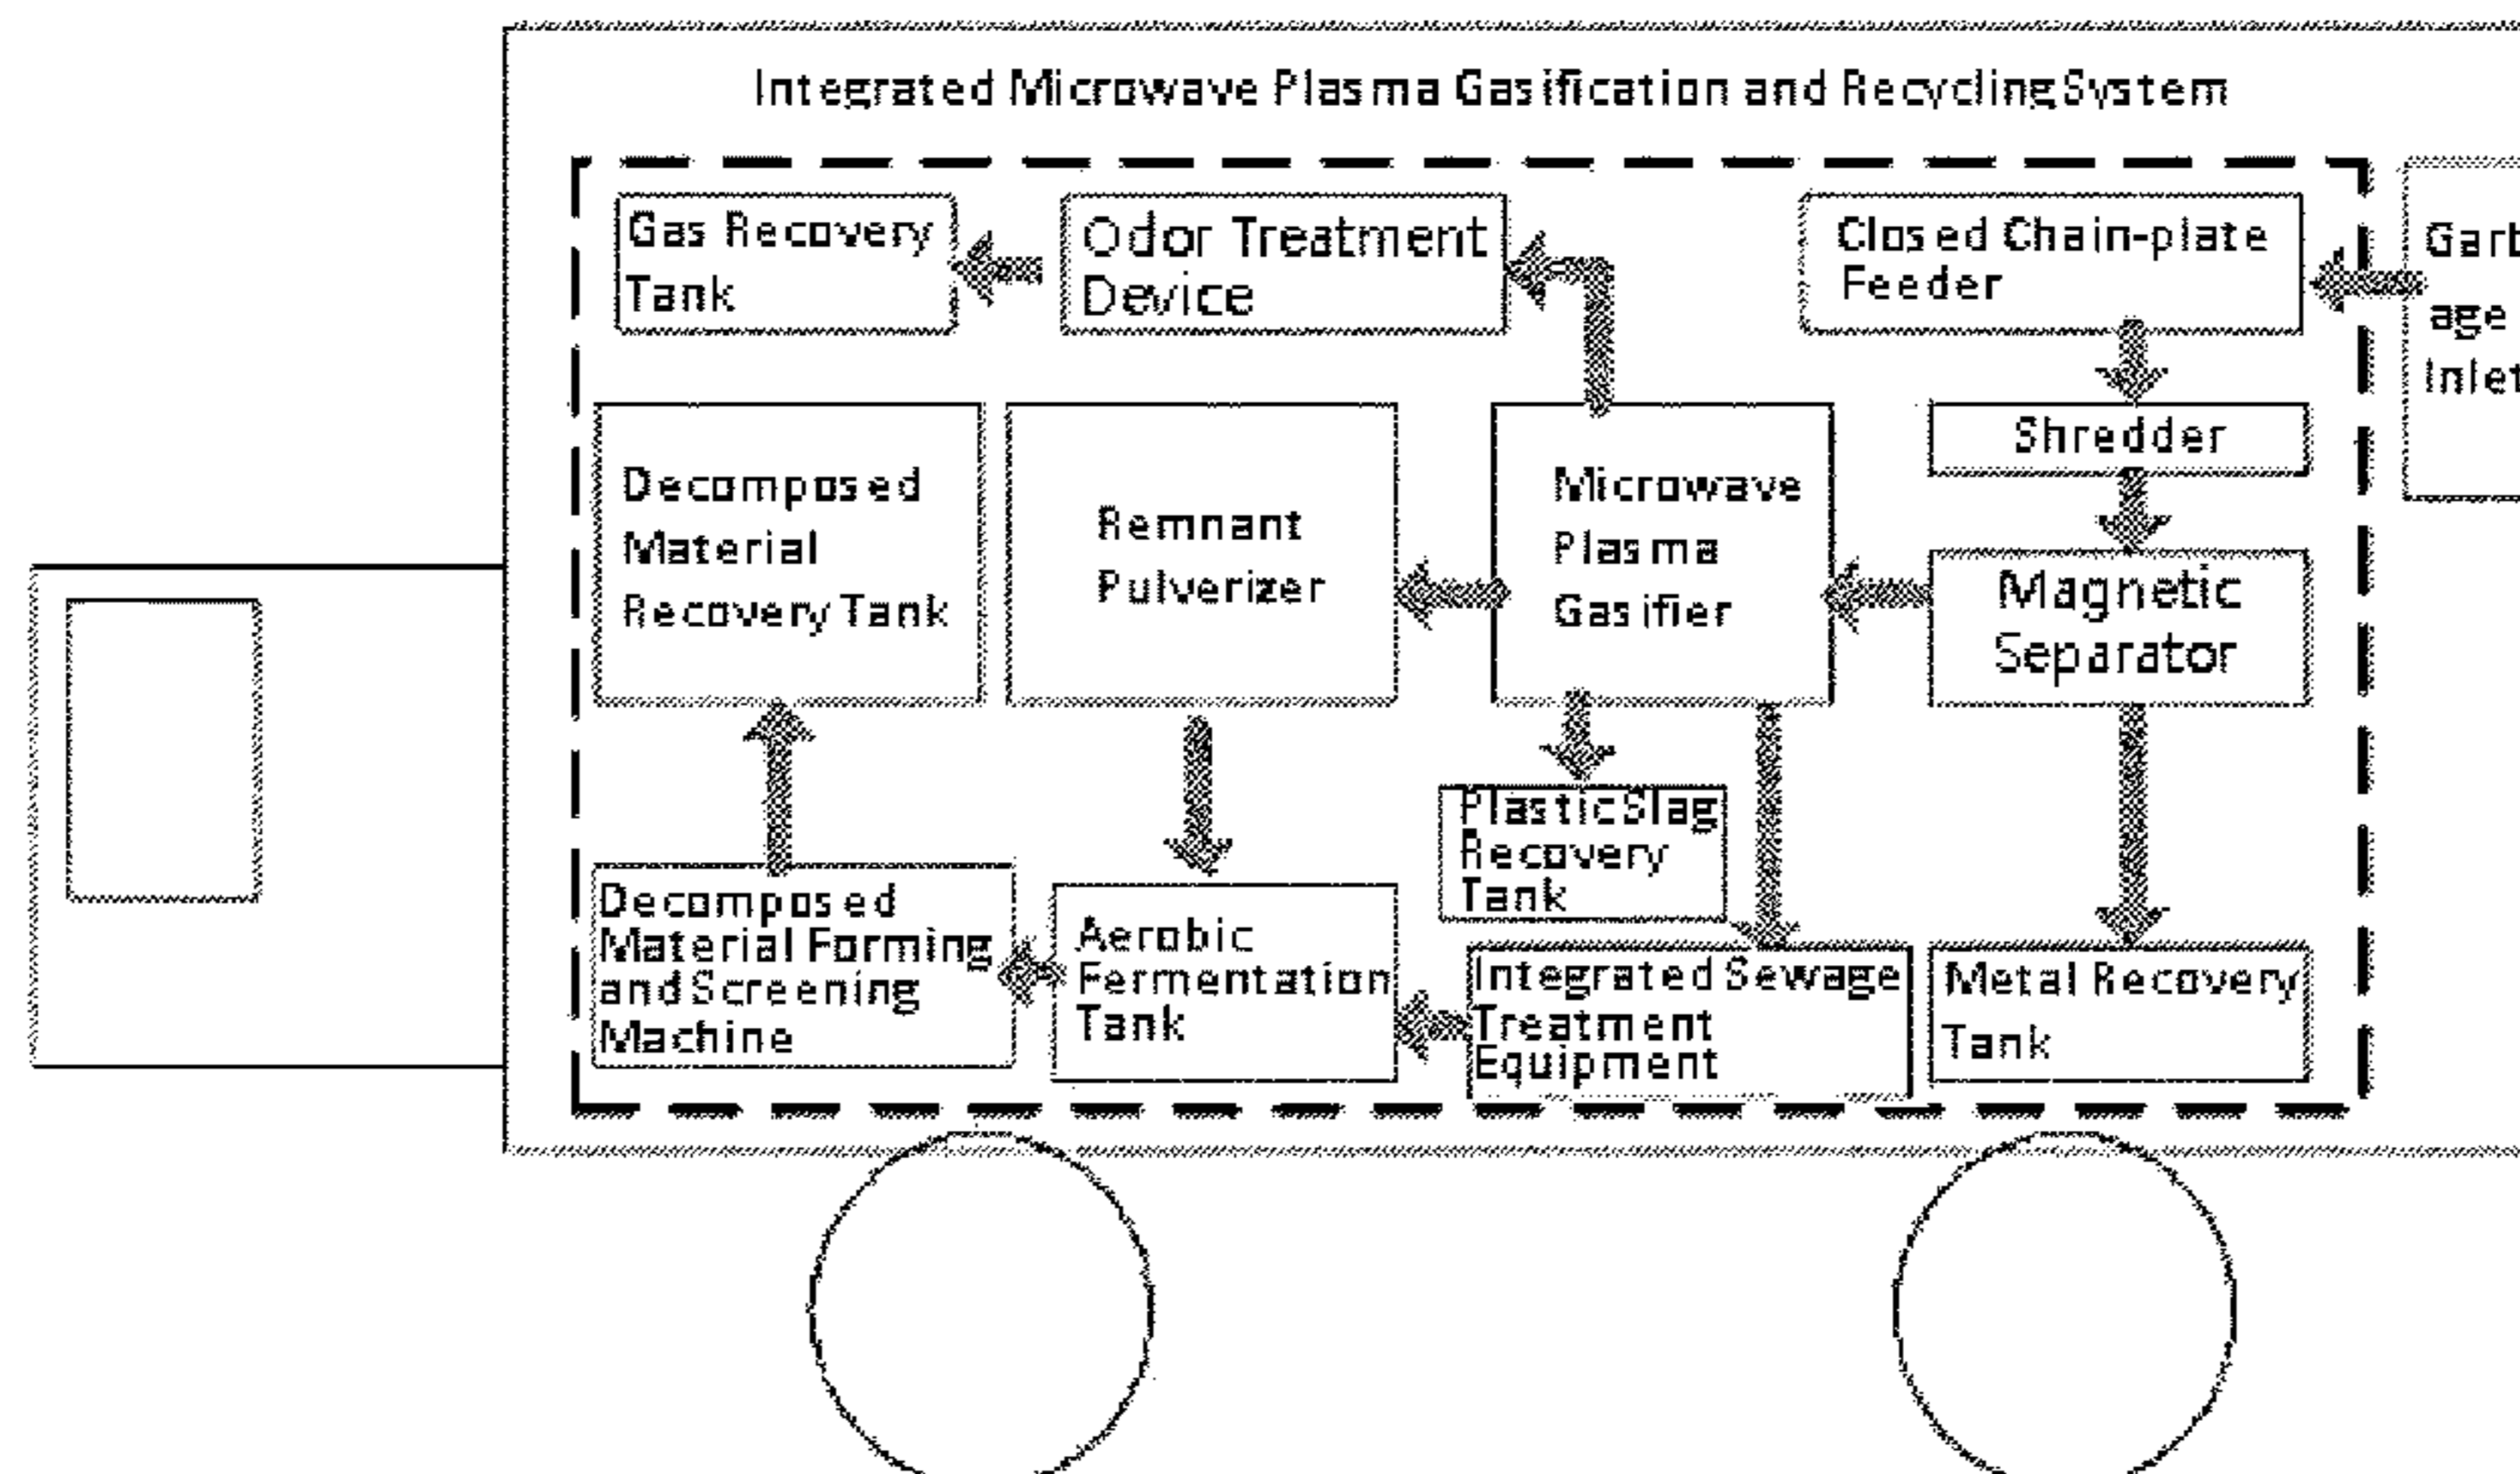 Integrated Microwave Plasma Gasification and Recycling System
Gas Recovery
Tank
Odor Treatment
Device
Closed Chain-plate
Feeder
Garb
age
Inlet
Shredder
Decomposed
Material
Recovery Tank
Remnant
Pulverizer
Microwave
Plasma
Gasifier
Magnetic
Separator
Plastic Slag
Recovery
Tank
Decomposed
Material Forming
and Screening
Machine
Aerobic
Fermentation
Tank
Integrated Sewage
Treatment
Equipment
Metal Recovery
Tank